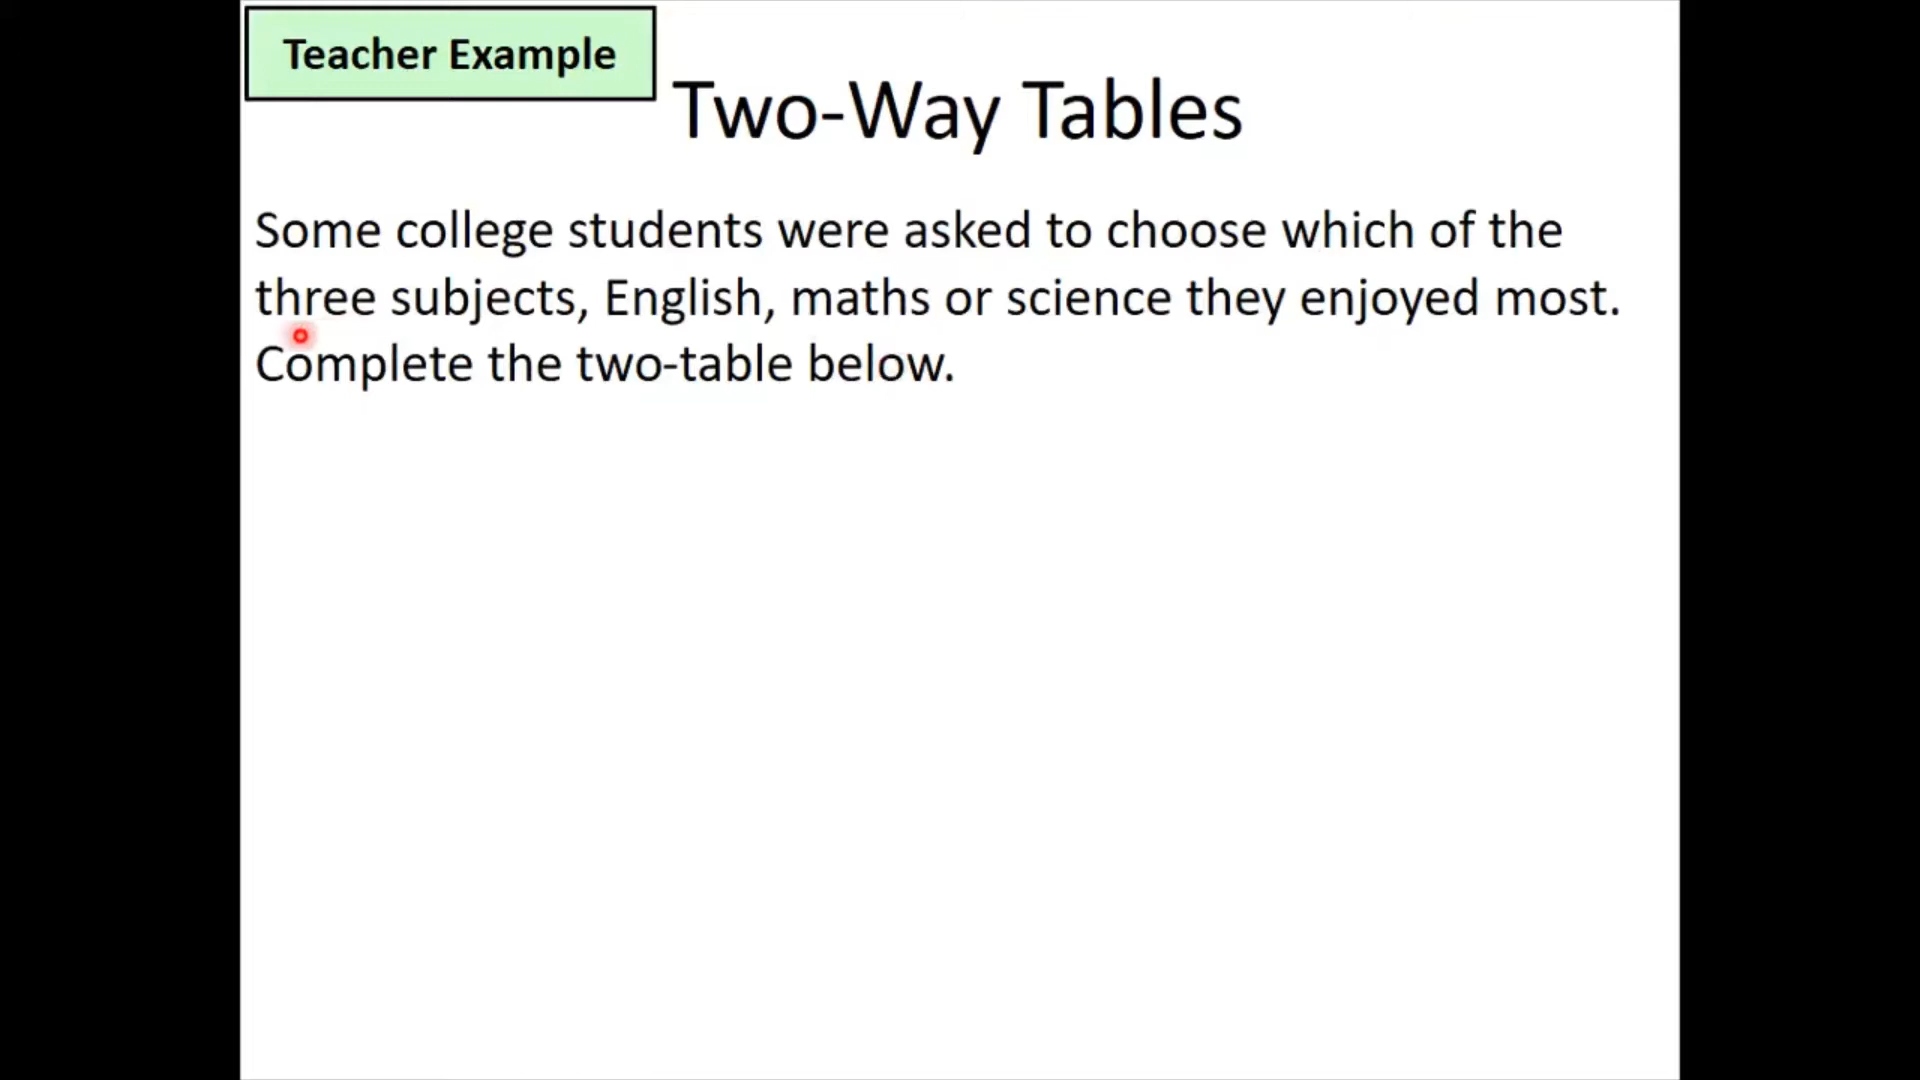 Teacher Example
Two-Way Tables
Some college students were asked to choose which of the
three subjects, English, maths or science they enjoyed most.
Complete the two-table below.